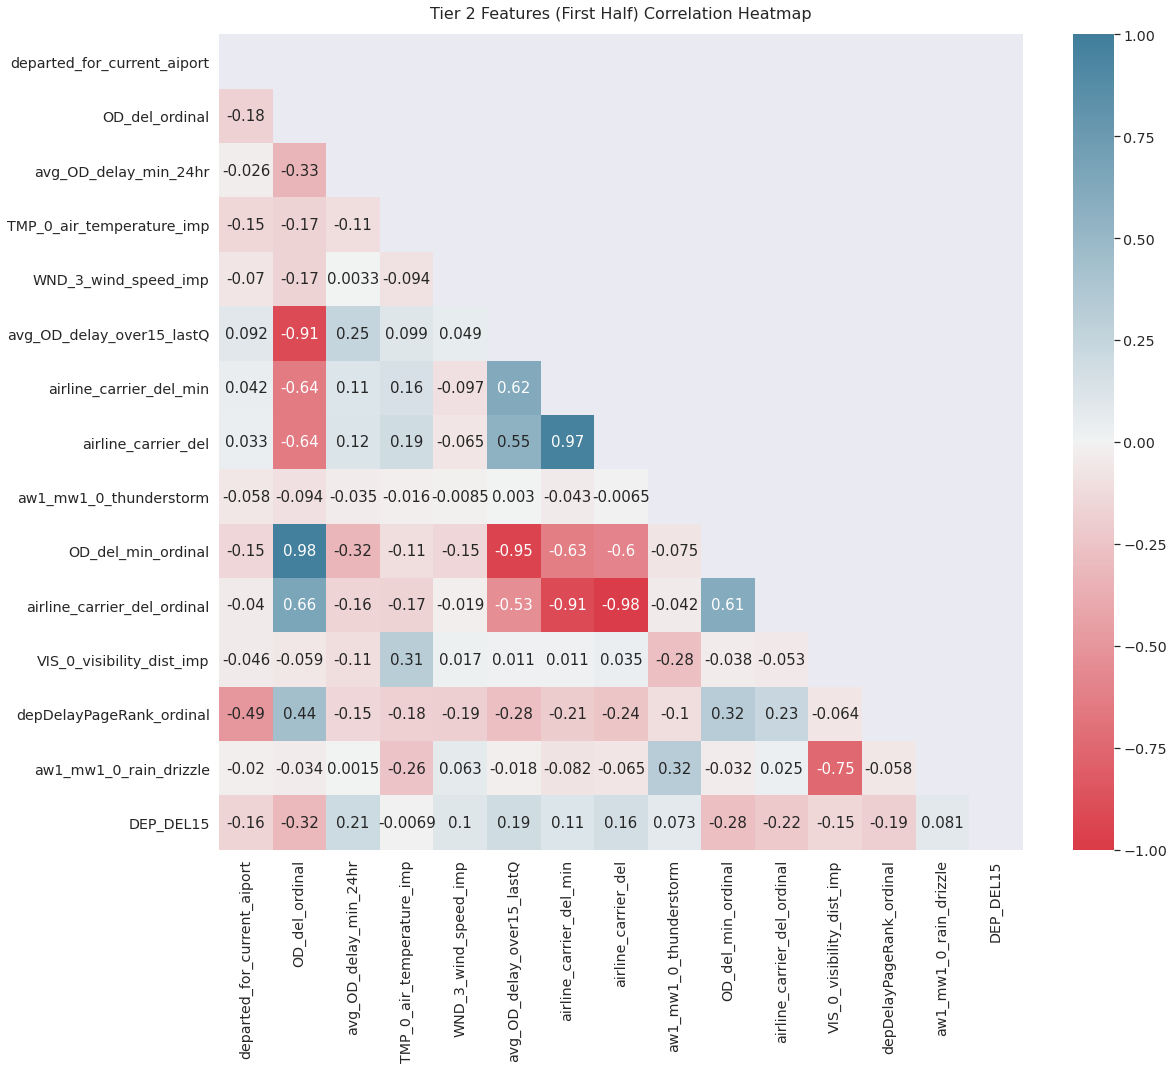 Tier 2 Features (First Half) Correlation Heatmap
departed_for_current_aiport
OD_del_ordinal -0.18
avg_OD_delay_min_24hr -0.026 -0.33
TMP_0_air_temperature_imp -0.15 -0.17 -0.11
WND_3_wind_speed_imp -0.07 -0.17 0.0033 -0.094
avg_OD_delay_over15_lastQ 0.092 -0.91 0.25 0.099 0.049
airline_carrier_del_min 0.042 -0.64 0.11 0.16 -0.097 0.62
airline_carrier_del 0.033 -0.64 0.12 0.19 -0.065 0.55 0.97
aw1_mw1_0_thunderstorm -0.058 -0.094 -0.035 -0.016 -0.0085 0.003 -0.043 -0.0065
OD_del_min_ordinal -0.15 0.98 -0.32 -0.11 -0.15 -0.95 -0.63 -0.6 -0.075
airline_carrier_del_ordinal -0.04 0.66 -0.16 -0.17 -0.019 -0.53 -0.91 -0.98 -0.042 0.61
VIS_0_visibility_dist_imp -0.046 -0.059 -0.11 0.31 0.017 0.011 0.011 0.035 -0.28 -0.038 -0.053
depDelayPageRank_ordinal -0.49 0.44 -0.15 -0.18 -0.19 -0.28 -0.21 -0.24 -0.1 0.32 0.23 -0.064
aw1_mw1_0_rain_drizzle -0.02 -0.034 0.0015 -0.26 0.063 -0.018 -0.082 -0.065 0.32 -0.032 0.025 -0.75 -0.058
DEP_DEL15 -0.16 -0.32 0.21 -0.0069 0.1 0.19 0.11 0.16 0.073 -0.28 -0.22 -0.15 -0.19 0.081
departed_for_current_aiport
OD_del_ordinal
avg_OD_delay_min_24hr
TMP_0_air_temperature_imp
WND_3_wind_speed_imp
avg_OD_delay_over15_lastQ
airline_carrier_del_min
airline_carrier_del
aw1_mw1_0_thunderstorm
OD_del_min_ordinal
airline_carrier_del_ordinal
VIS_0_visibility_dist_imp
depDelayPageRank_ordinal
aw1_mw1_0_rain_drizzle
DEP_DEL15
1.00
0.75
0.50
0.25
0.00
−0.25
−0.50
−0.75
−1.00